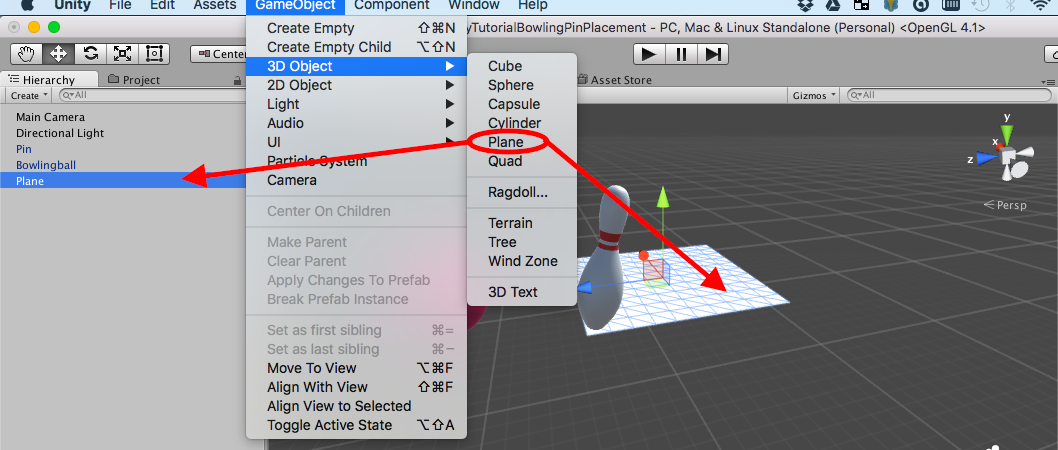 Unity File Edit Assets GameObject Component Window Help
yTutorialBowlingPinPlacement - PC, Mac & Linux Standalone (Personal) <OpenGL 4.1>
Center
Hierarchy Project
Asset Store
Create All
Gizmos All
Main Camera
Directional Light
Pin
Bowlingball
Plane
Create Empty ⇧⌘N
Create Empty Child ⌥⇧N
3D Object
2D Object
Light
Audio
UI
Particle System
Camera
Center On Children
Make Parent
Clear Parent
Apply Changes To Prefab
Break Prefab Instance
Set as first sibling ⌘=
Set as last sibling ⌘−
Move To View ⌥⌘F
Align With View ⇧⌘F
Align View to Selected
Toggle Active State ⌥⇧A
Cube
Sphere
Capsule
Cylinder
Plane
Quad
Ragdoll...
Terrain
Tree
Wind Zone
3D Text
y
x
z
Persp